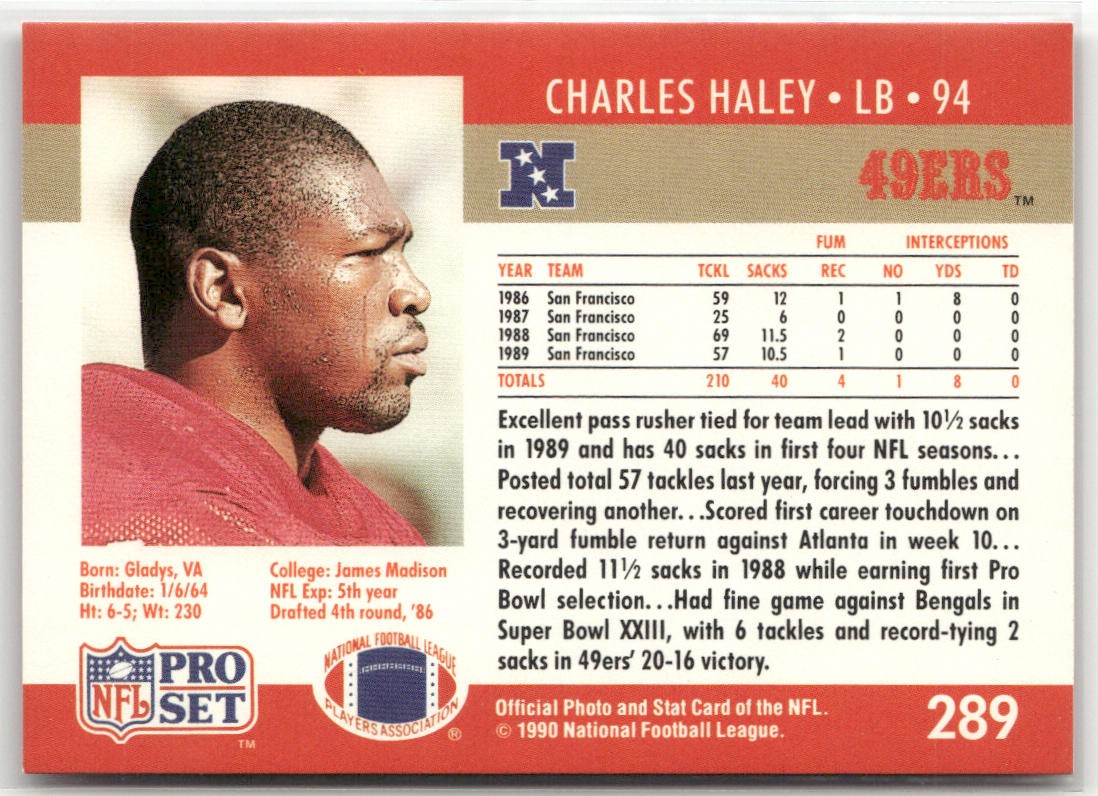 CHARLES HALEY • LB • 94
N
49ERS™
FUM INTERCEPTIONS
YEAR TEAM TCKL SACKS REC NO YDS TD
1986 San Francisco 59 12 1 1 8 0
1987 San Francisco 25 6 0 0 0 0
1988 San Francisco 69 11.5 2 0 0 0
1989 San Francisco 57 10.5 1 0 0 0
TOTALS 210 40 4 1 8 0
Excellent pass rusher tied for team lead with 10½ sacks
in 1989 and has 40 sacks in first four NFL seasons...
Posted total 57 tackles last year, forcing 3 fumbles and
recovering another...Scored first career touchdown on
3-yard fumble return against Atlanta in week 10...
Recorded 11½ sacks in 1988 while earning first Pro
Bowl selection...Had fine game against Bengals in
Super Bowl XXIII, with 6 tackles and record-tying 2
sacks in 49ers' 20-16 victory.
Born: Gladys, VA
Birthdate: 1/6/64
Ht: 6-5; Wt: 230
College: James Madison
NFL Exp: 5th year
Drafted 4th round, '86
NFL
PRO
SET
™
NATIONAL FOOTBALL LEAGUE
PLAYERS ASSOCIATION
®
Official Photo and Stat Card of the NFL.
© 1990 National Football League.
289